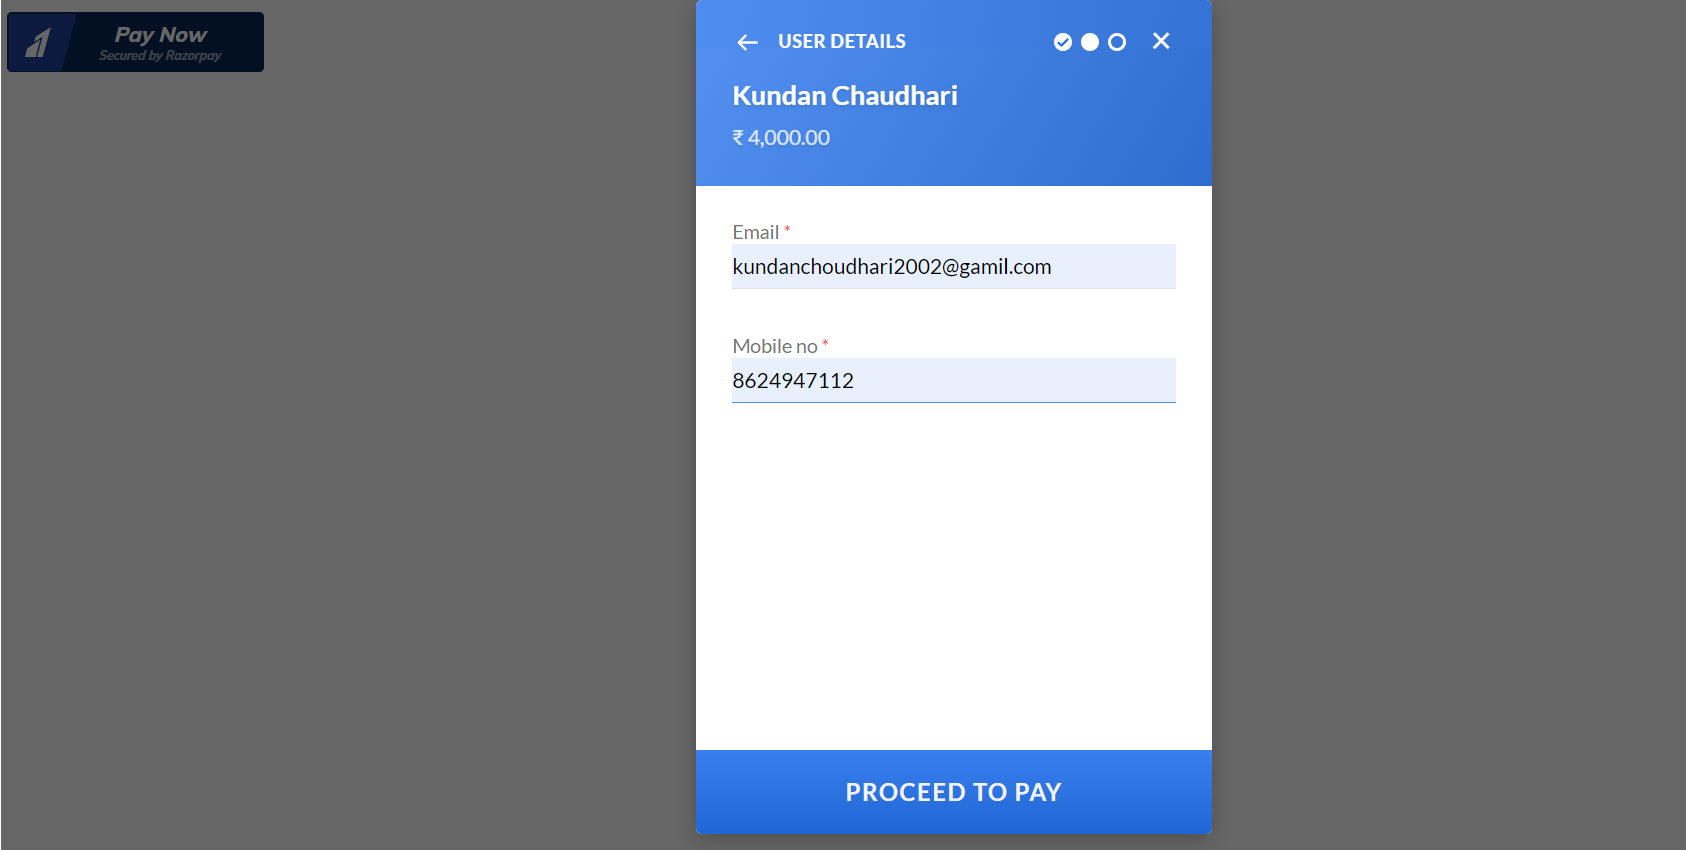 Pay Now
Secured by Razorpay
USER DETAILS
Kundan Chaudhari
₹ 4,000.00
Email *
kundanchoudhari2002@gamil.com
Mobile no *
8624947112
PROCEED TO PAY